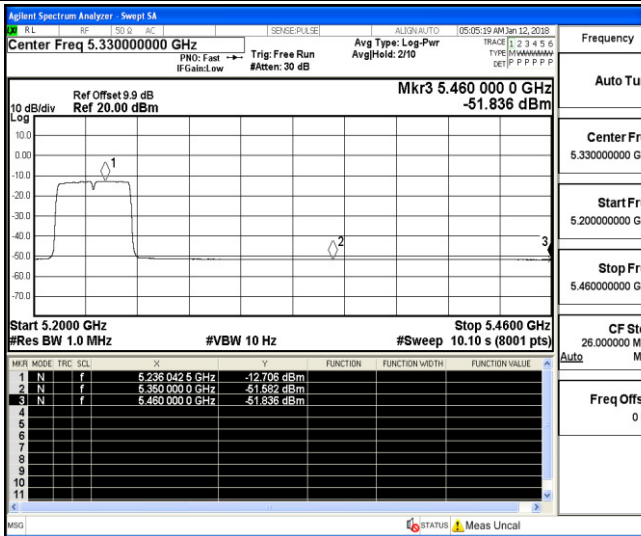 Agilent Spectrum Analyzer - Swept SA
RL RF 50 Ω AC SENSE:PULSE ALIGN AUTO 05:05:19 AM Jan 12, 2018
Center Freq 5.330000000 GHz
PNO: Fast
IFGain:Low
Trig: Free Run
#Atten: 30 dB
Avg Type: Log-Pwr
Avg|Hold: 2/10
TRACE 1 2 3 4 5 6
TYPE M
DET P P P P P P
Mkr3 5.460 000 0 GHz
-51.836 dBm
Ref Offset 9.9 dB
10 dB/div Ref 20.00 dBm
Log
10.0
0.00
-10.0
-20.0
-30.0
-40.0
-50.0
-60.0
-70.0
1
2
3
Start 5.2000 GHz Stop 5.4600 GHz
#Res BW 1.0 MHz #VBW 10 Hz #Sweep 10.10 s (8001 pts)
MKR MODE TRC SCL X Y FUNCTION FUNCTION WIDTH FUNCTION VALUE
1 N f 5.236 042 5 GHz -12.706 dBm
2 N f 5.350 000 0 GHz -51.582 dBm
3 N f 5.460 000 0 GHz -51.836 dBm
4
5
6
7
8
9
10
11
MSG STATUS Meas Uncal
Frequency
Auto Tu
Center Fr
5.330000000 G
Start Fr
5.200000000 G
Stop Fr
5.460000000 G
CF St
26.000000 M
Auto M
Freq Offs
0